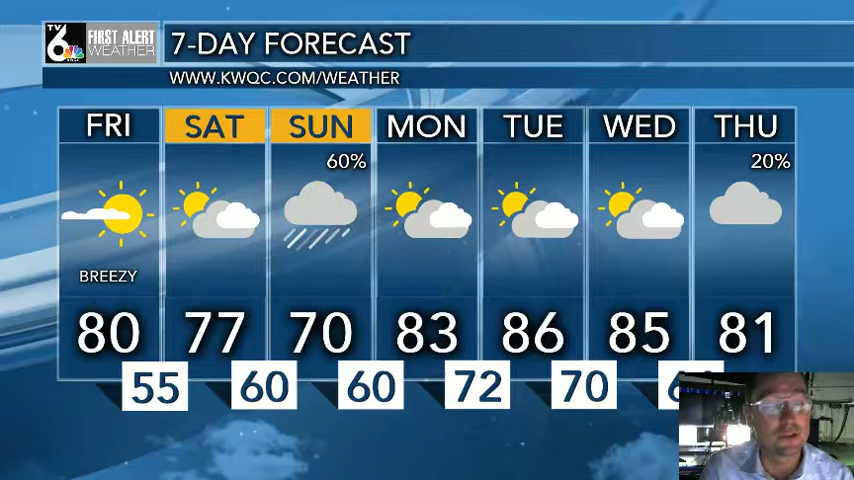 TV
6
FIRST ALERT
WEATHER
7-DAY FORECAST
WWW.KWQC.COM/WEATHER
FRI SAT SUN MON TUE WED THU
60% 20%
BREEZY
80 77 70 83 86 85 81
55 60 60 72 70